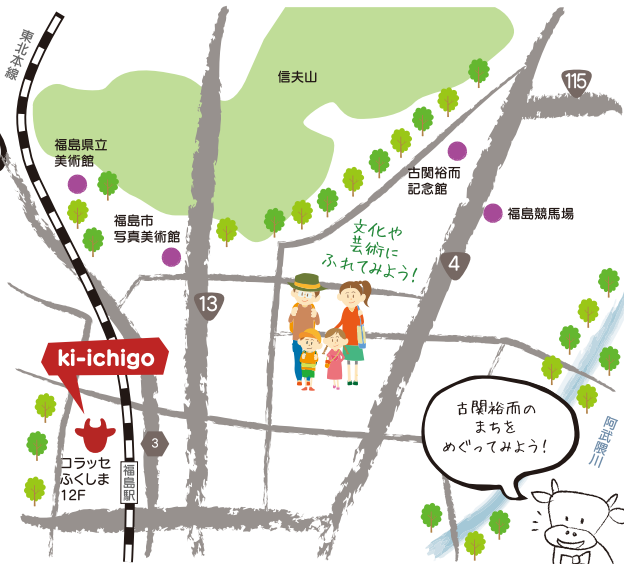 東北本線
信夫山
115
福島県立
美術館
古関裕而
記念館
福島市
写真美術館
福島競馬場
文化や
芸術に
ふれてみよう!
4
13
ki-ichigo
古関裕而の
まちを
めぐってみよう!
阿武隈川
3
コラッセ
ふくしま
12F
福島駅